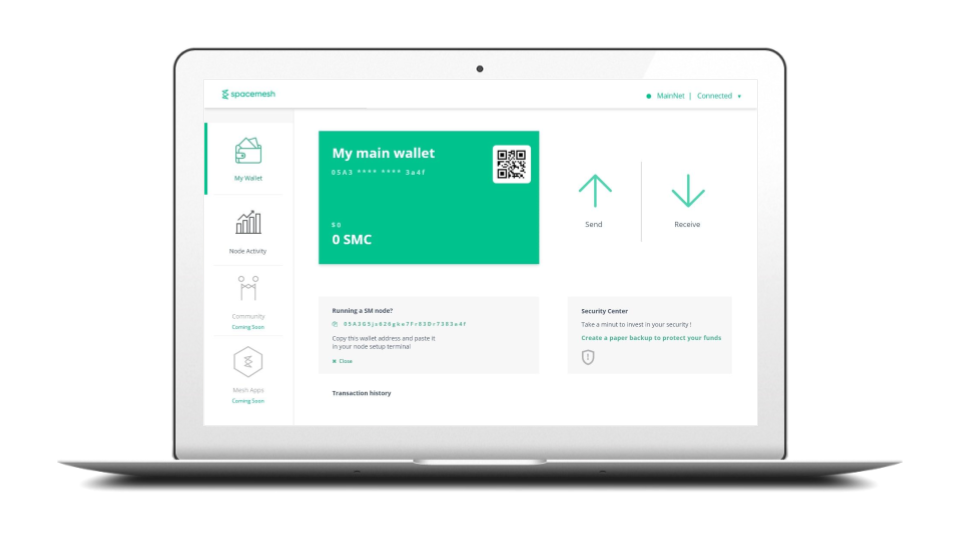 spacemesh
MainNet | Connected
My Wallet
Node Activity
Community
Coming Soon
Mesh Apps
Coming Soon
My main wallet
05A3 **** **** 3a4f
$0
0 SMC
Send
Receive
Running a SM node?
Copy this wallet address and paste it
in your node setup terminal
Close
Security Center
Take a minut to invest in your security !
Create a paper backup to protect your funds
Transaction history